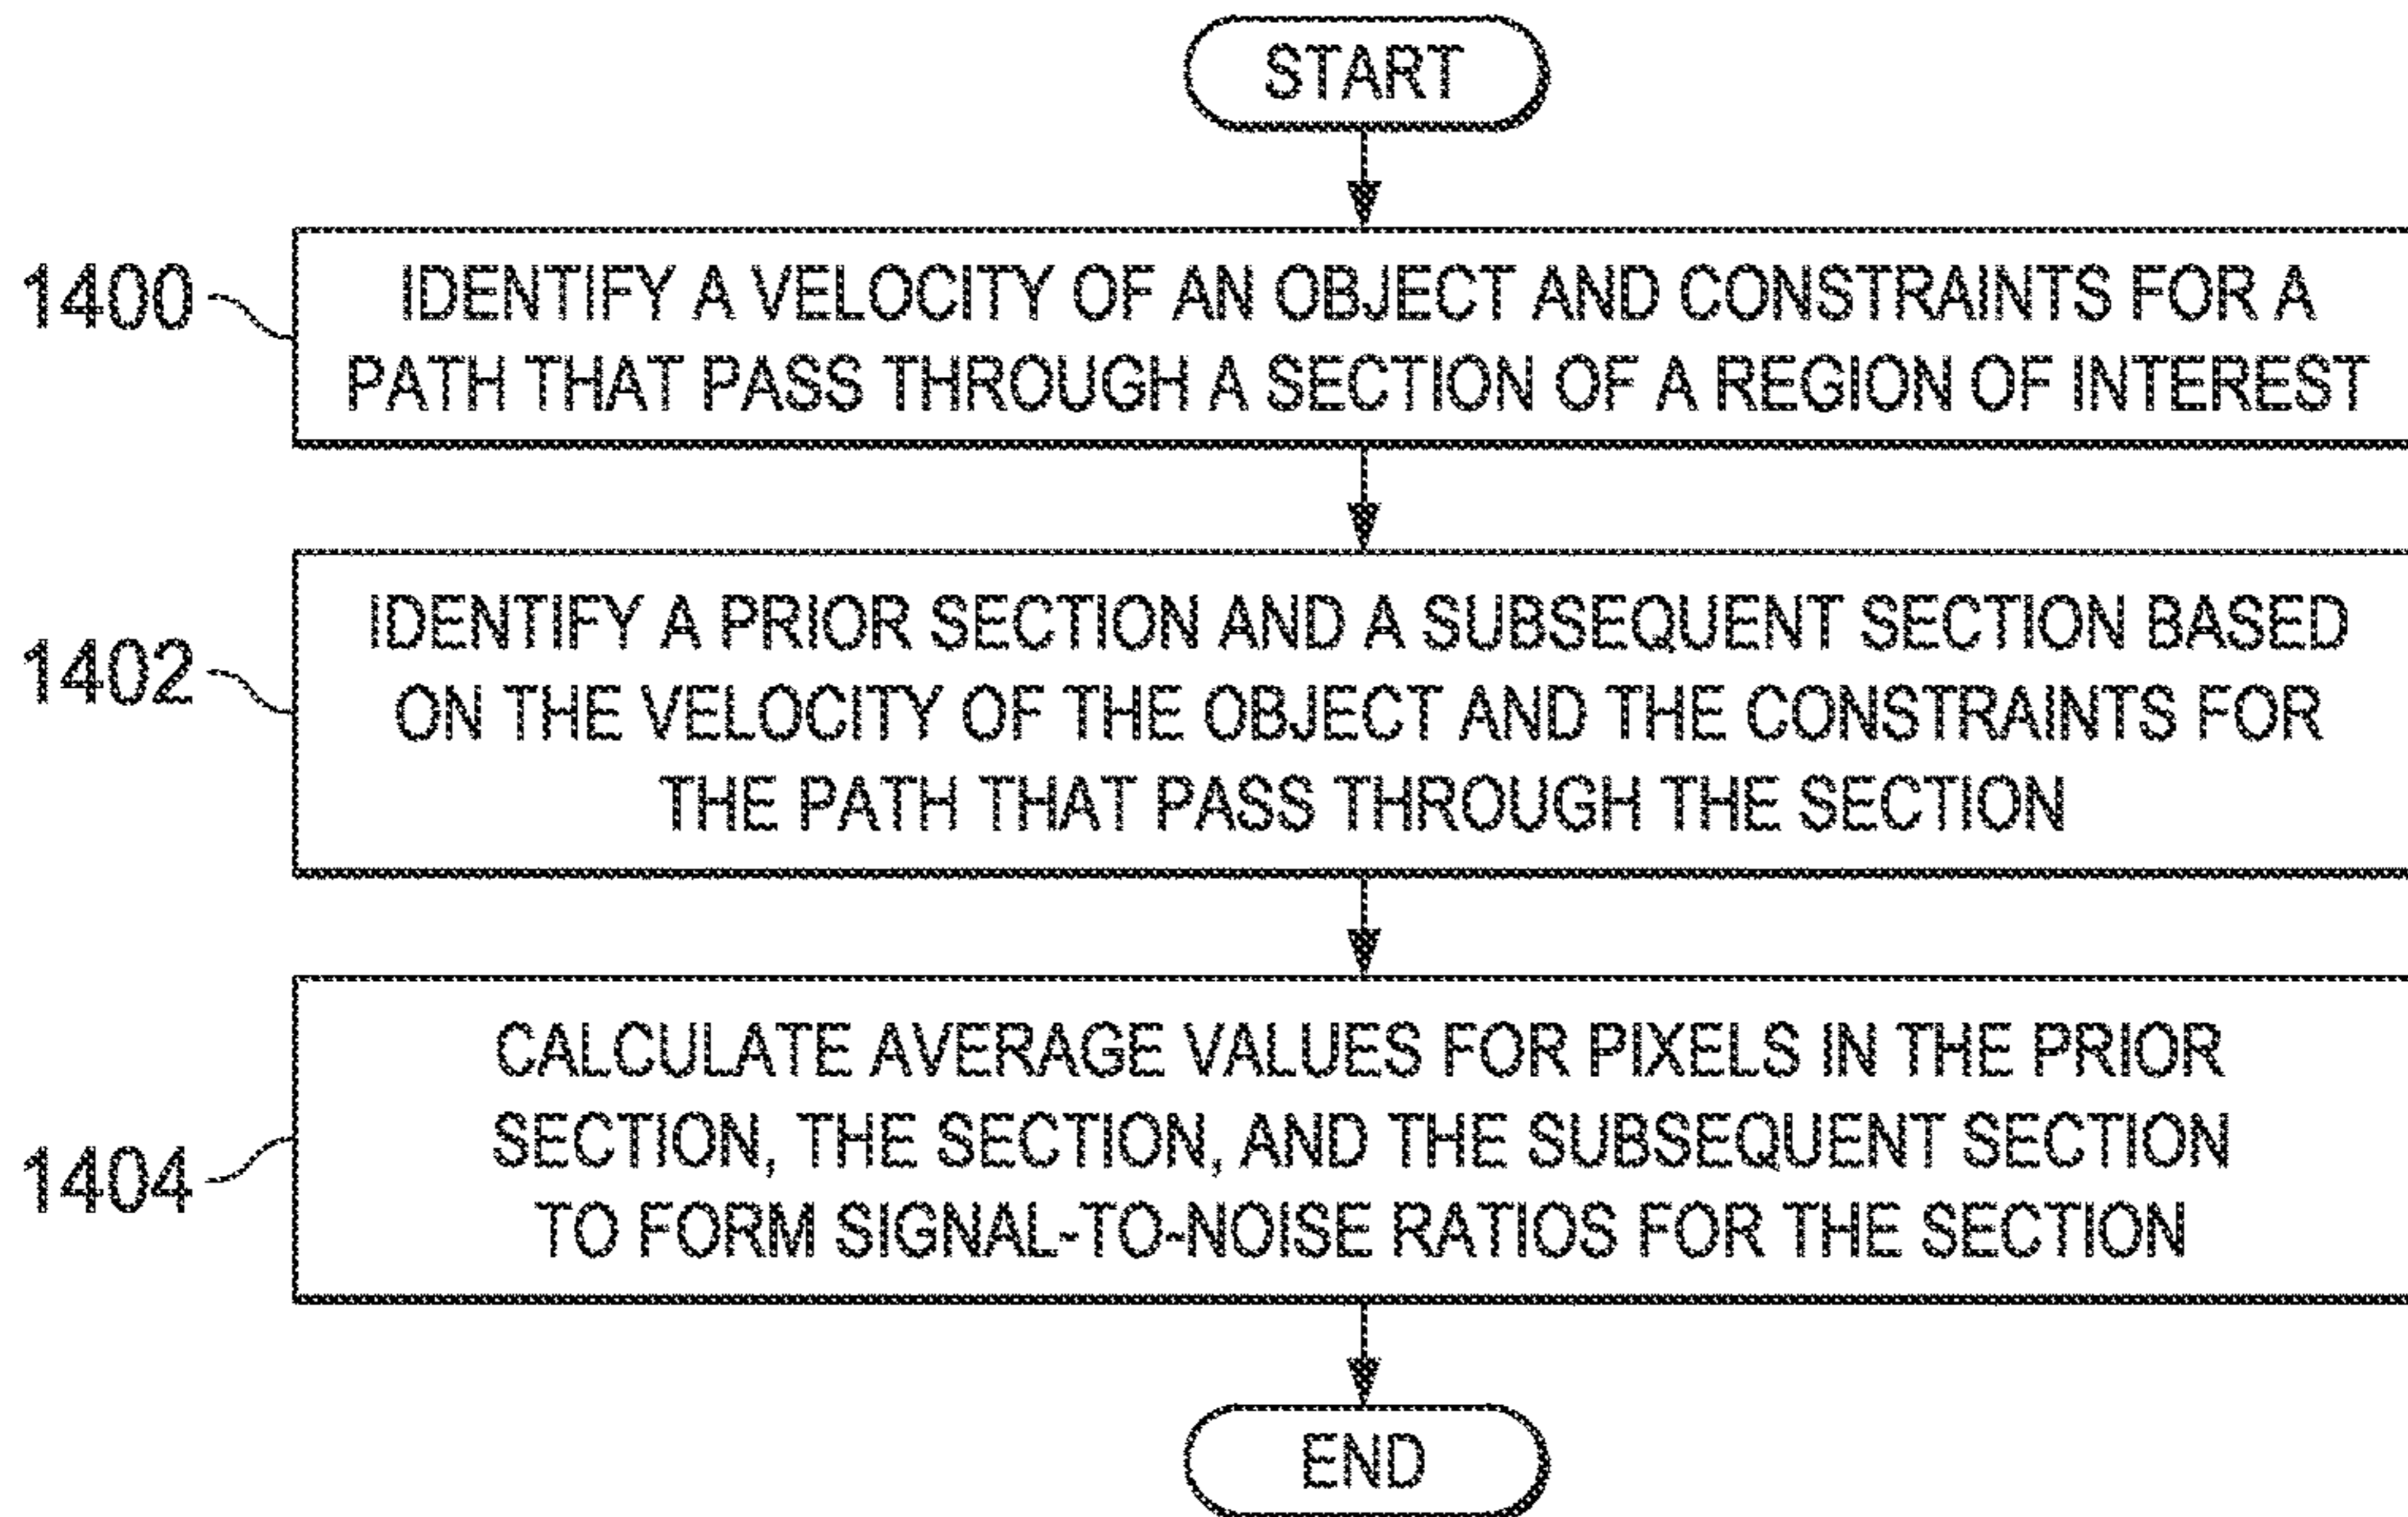 START
1400
IDENTIFY A VELOCITY OF AN OBJECT AND CONSTRAINTS FOR A
PATH THAT PASS THROUGH A SECTION OF A REGION OF INTEREST
1402
IDENTIFY A PRIOR SECTION AND A SUBSEQUENT SECTION BASED
ON THE VELOCITY OF THE OBJECT AND THE CONSTRAINTS FOR
THE PATH THAT PASS THROUGH THE SECTION
1404
CALCULATE AVERAGE VALUES FOR PIXELS IN THE PRIOR
SECTION, THE SECTION, AND THE SUBSEQUENT SECTION
TO FORM SIGNAL-TO-NOISE RATIOS FOR THE SECTION
END